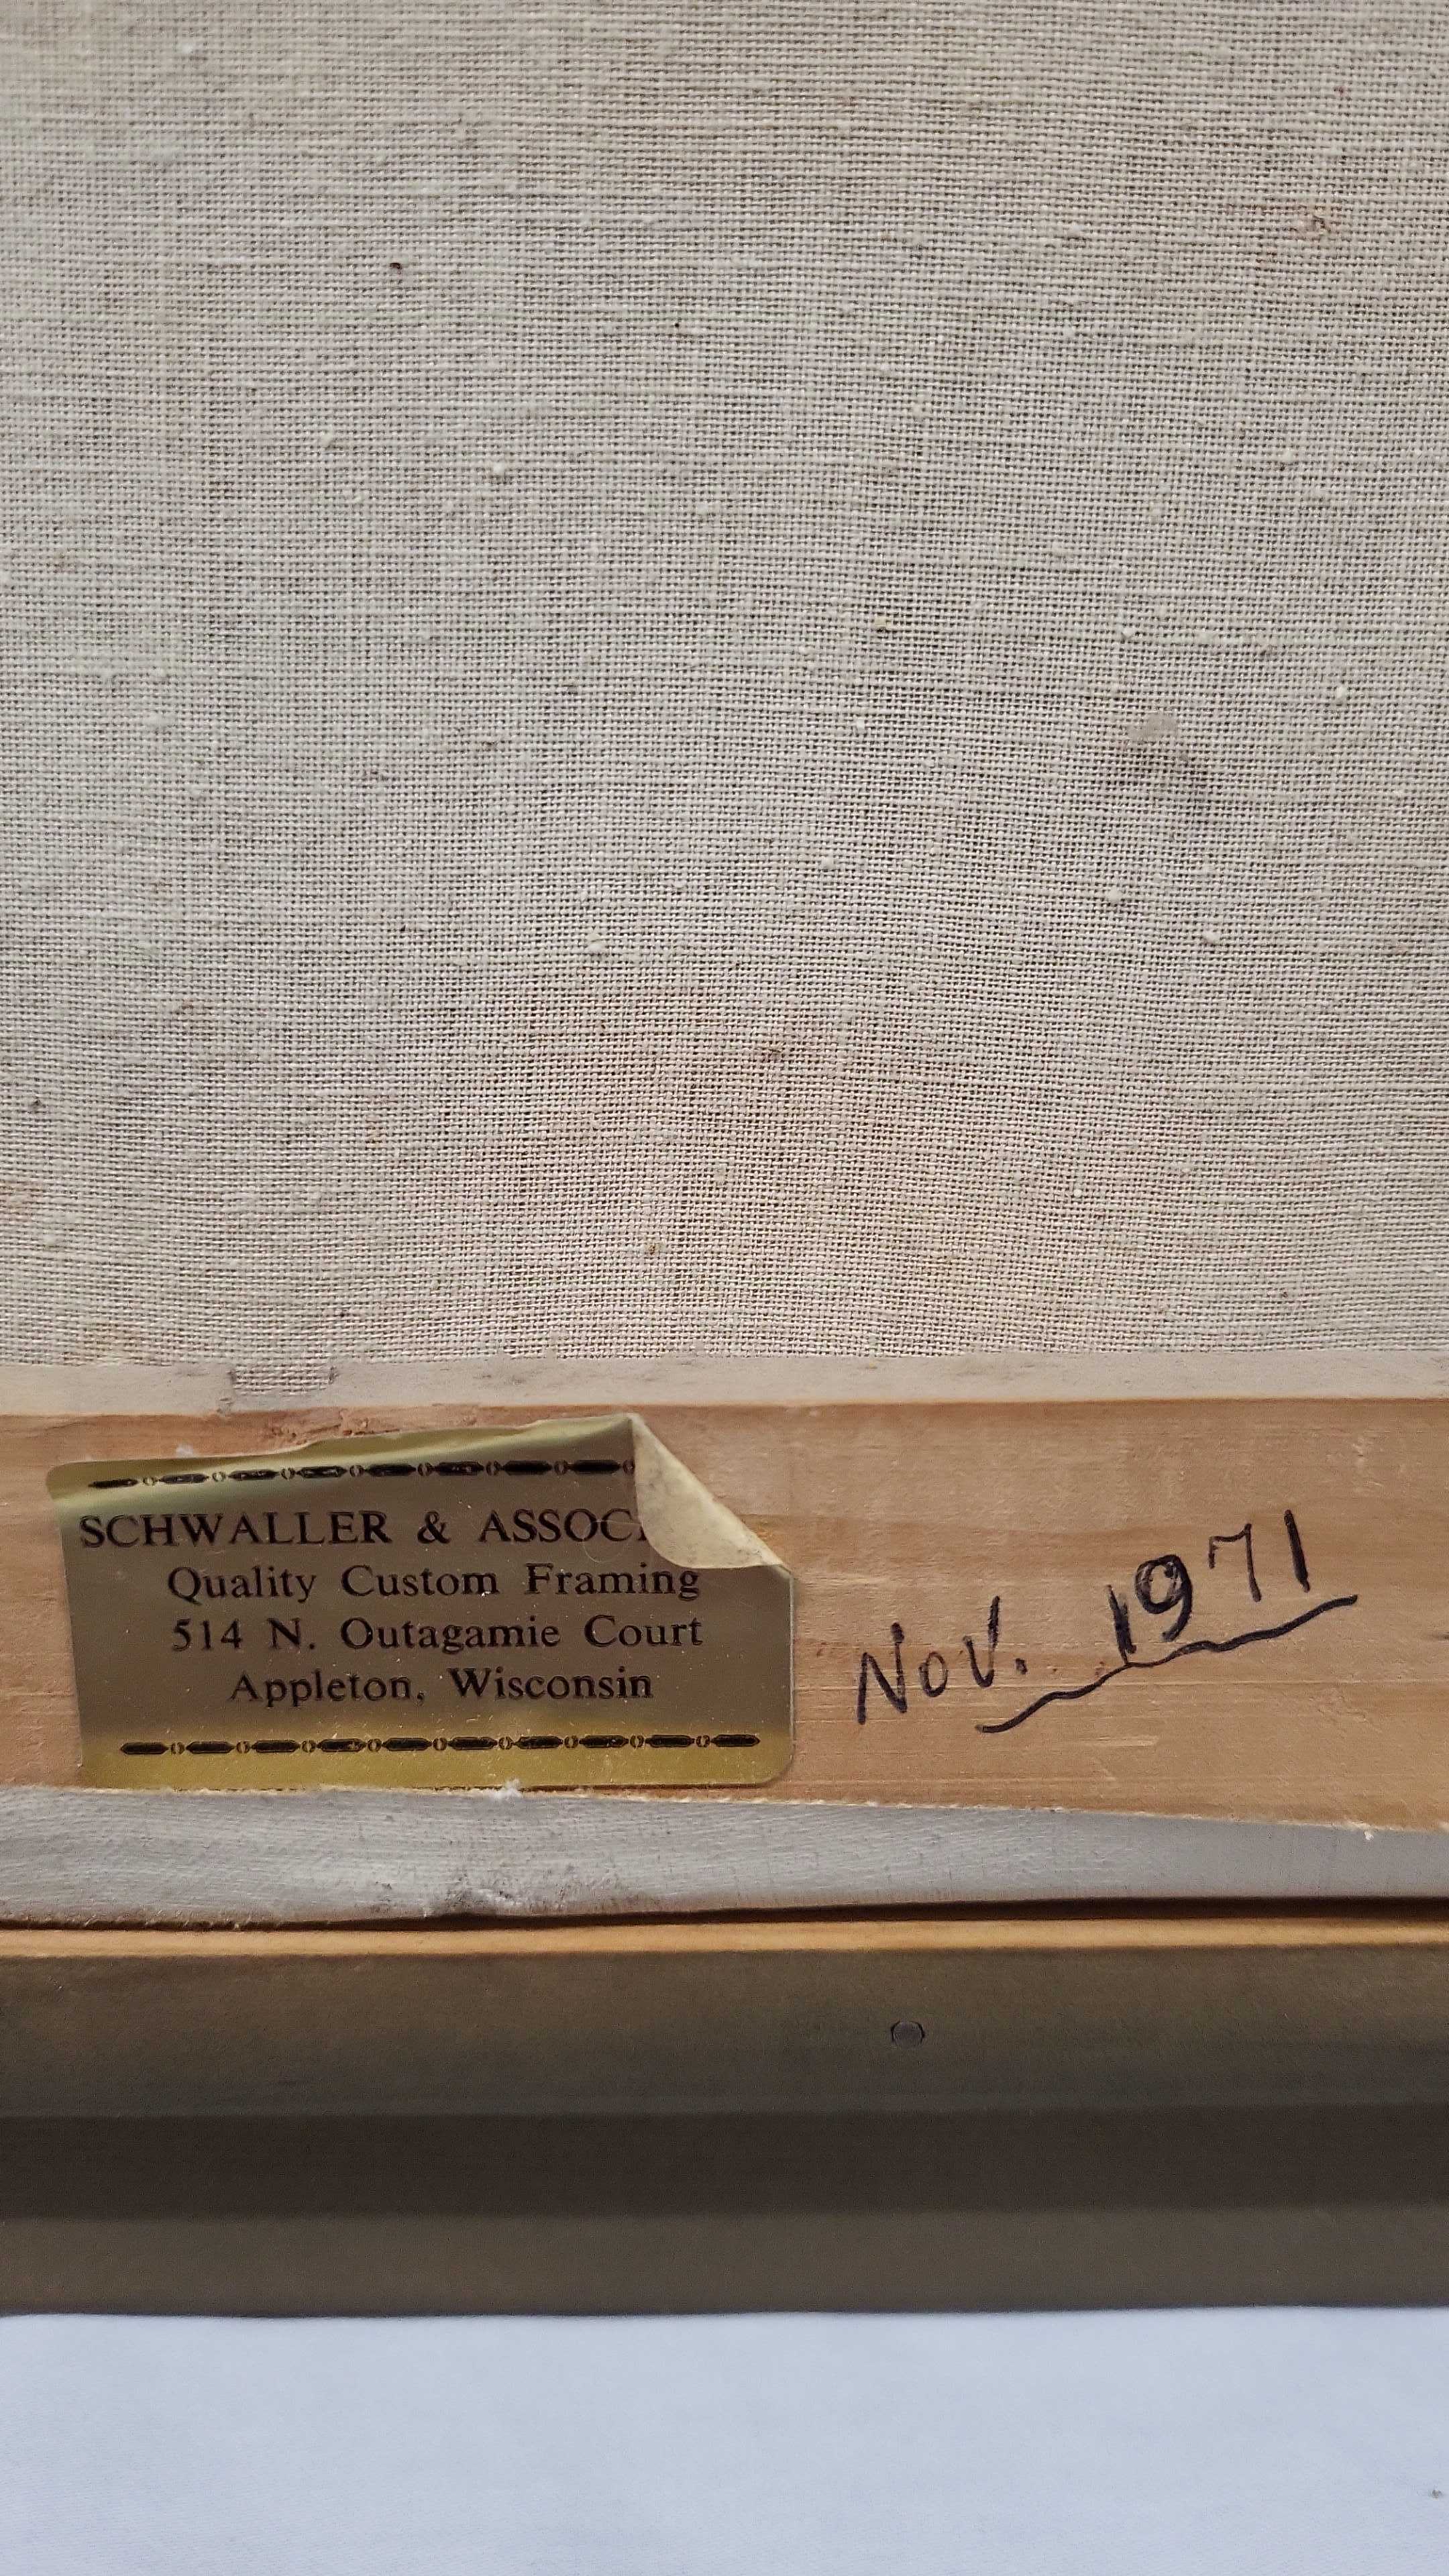 SCHWALLER & ASSOC
Quality Custom Framing
514 N. Outagamie Court
Appleton, Wisconsin
Nov. 1971